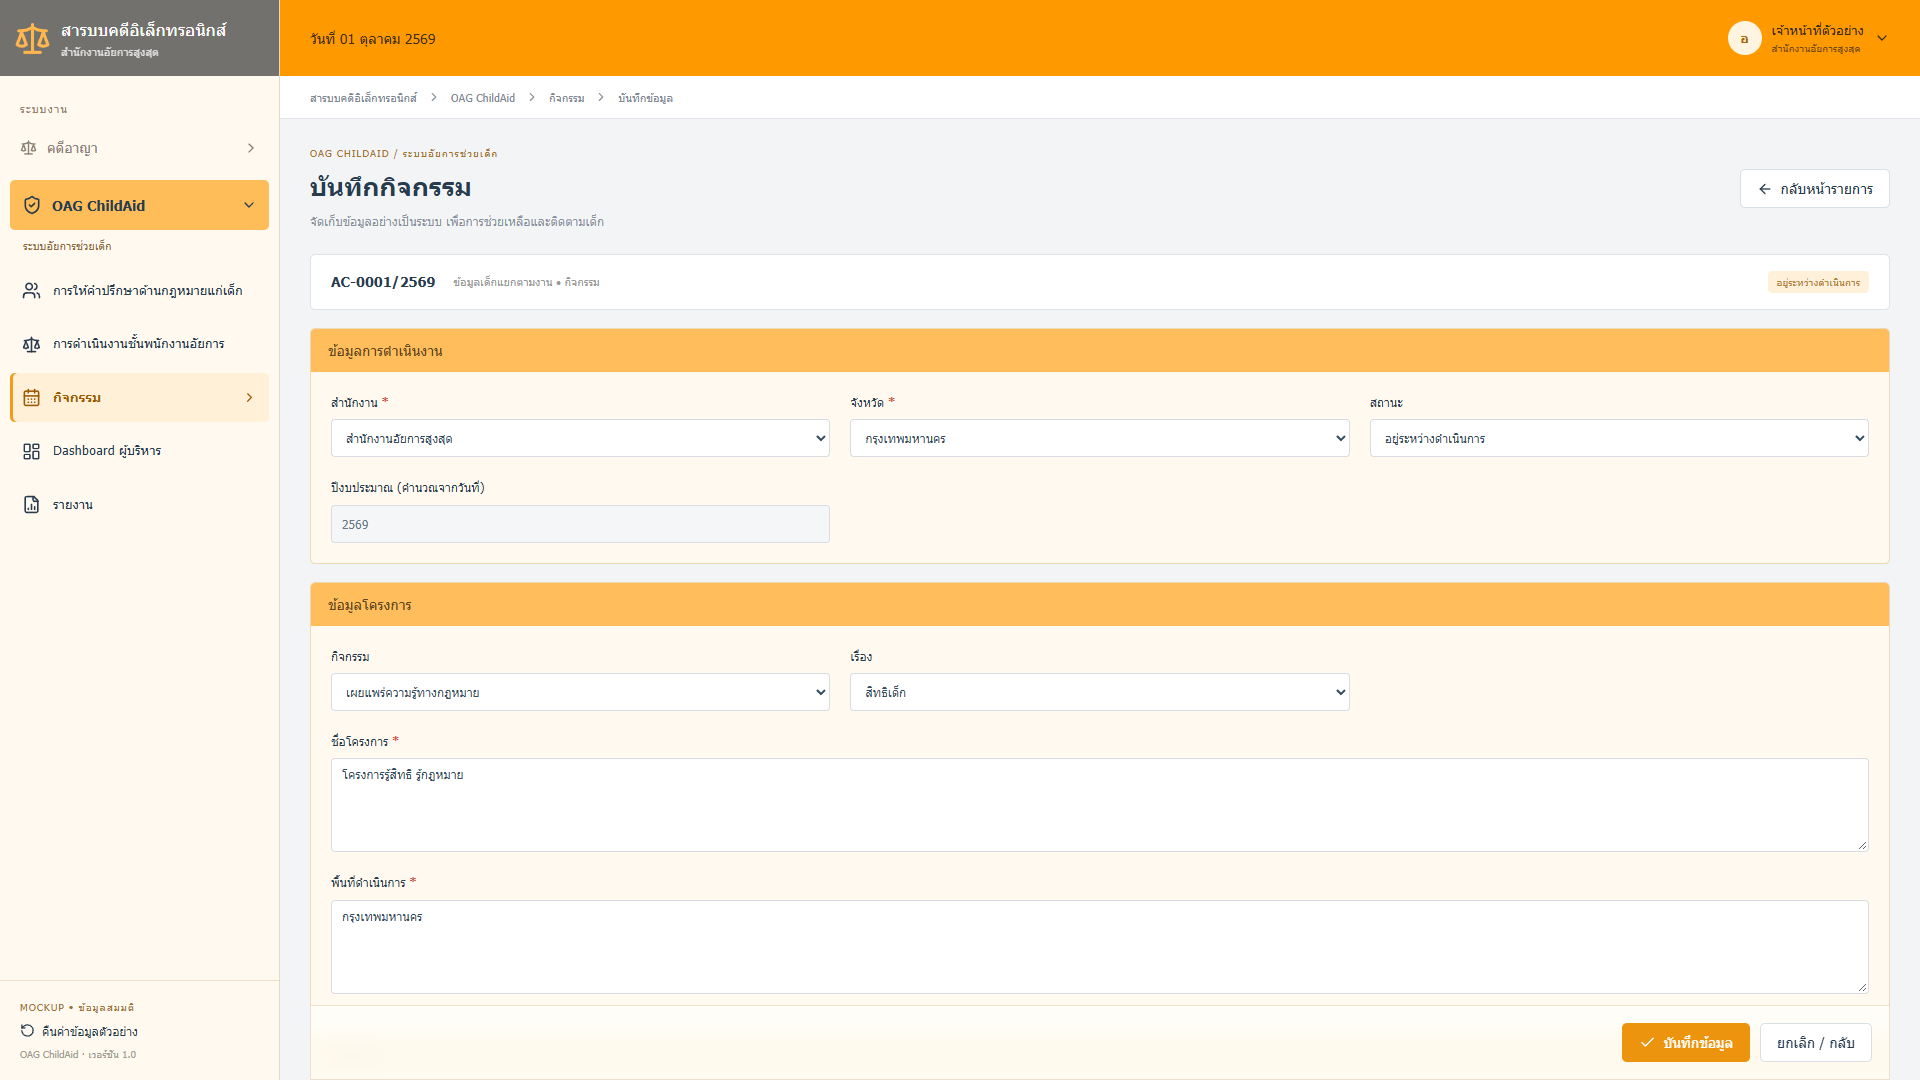 สารบบคดีอิเล็กทรอนิกส์
สำนักงานอัยการสูงสุด
วันที่ 01 ตุลาคม 2569
อ
เจ้าหน้าที่ตัวอย่าง
สำนักงานอัยการสูงสุด
ระบบงาน
คดีอาญา
OAG ChildAid
ระบบอัยการช่วยเด็ก
การให้คำปรึกษาด้านกฎหมายแก่เด็ก
การดำเนินงานชั้นพนักงานอัยการ
กิจกรรม
Dashboard ผู้บริหาร
รายงาน
MOCKUP • ข้อมูลสมมติ
คืนค่าข้อมูลตัวอย่าง
OAG ChildAid · เวอร์ชัน 1.0
สารบบคดีอิเล็กทรอนิกส์ > OAG ChildAid > กิจกรรม > บันทึกข้อมูล
OAG CHILDAID / ระบบอัยการช่วยเด็ก
บันทึกกิจกรรม
จัดเก็บข้อมูลอย่างเป็นระบบ เพื่อการช่วยเหลือและติดตามเด็ก
กลับหน้ารายการ
AC-0001/2569 ข้อมูลเด็กแยกตามงาน • กิจกรรม
อยู่ระหว่างดำเนินการ
ข้อมูลการดำเนินงาน
สำนักงาน * จังหวัด * สถานะ
สำนักงานอัยการสูงสุด กรุงเทพมหานคร อยู่ระหว่างดำเนินการ
ปีงบประมาณ (คำนวณจากวันที่)
2569
ข้อมูลโครงการ
กิจกรรม เรื่อง
เผยแพร่ความรู้ทางกฎหมาย สิทธิเด็ก
ชื่อโครงการ *
โครงการรู้สิทธิ รู้กฎหมาย
พื้นที่ดำเนินการ *
กรุงเทพมหานคร
บันทึกข้อมูล ยกเลิก / กลับ